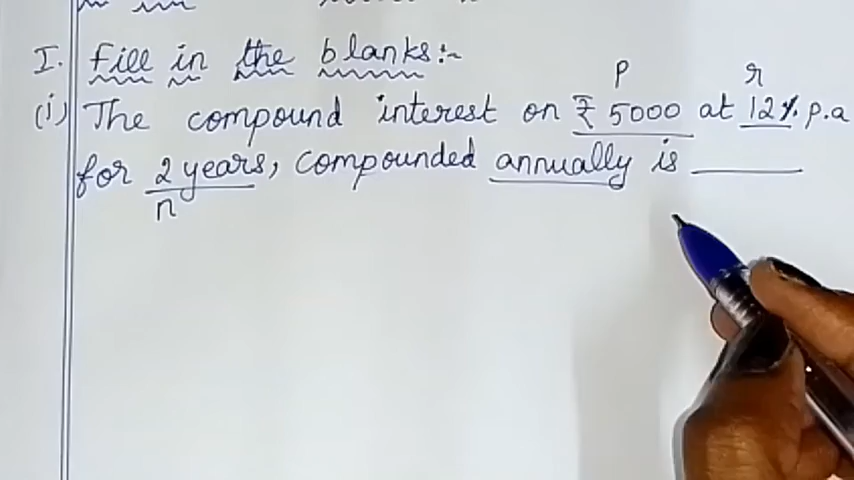 I. Fill in the blanks:-
P r
(i) The compound interest on ₹ 5000 at 12%. p.a
for 2 years, compounded annually is ______
n